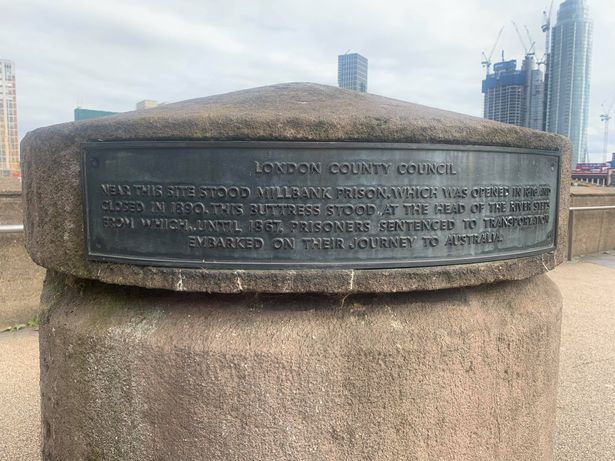 LONDON COUNTY COUNCIL
NEAR THIS SITE STOOD MILLBANK PRISON, WHICH WAS OPENED IN 1816 AND
CLOSED IN 1890. THIS BUTTRESS STOOD AT THE HEAD OF THE RIVER STEPS
FROM WHICH, UNTIL 1867, PRISONERS SENTENCED TO TRANSPORTATION
EMBARKED ON THEIR JOURNEY TO AUSTRALIA.